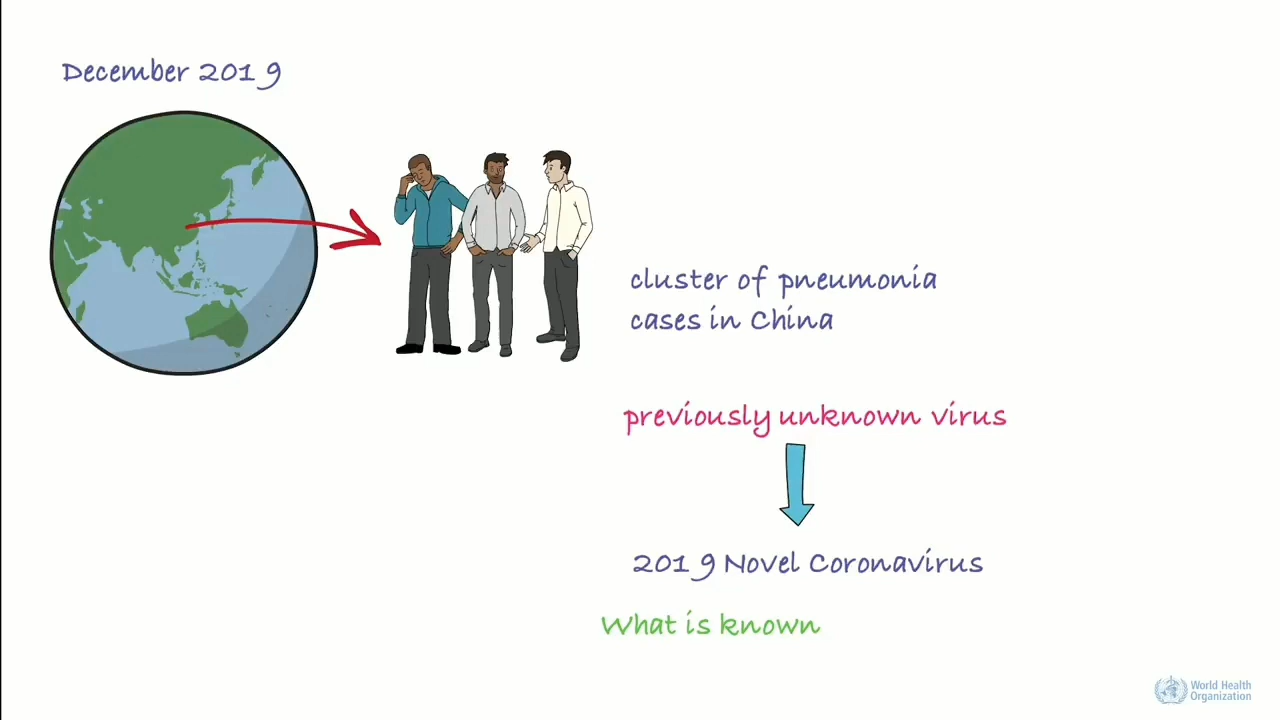 December 2019
cluster of pneumonia
cases in China
previously unknown virus
2019 Novel Coronavirus
What is known
World Health
Organization